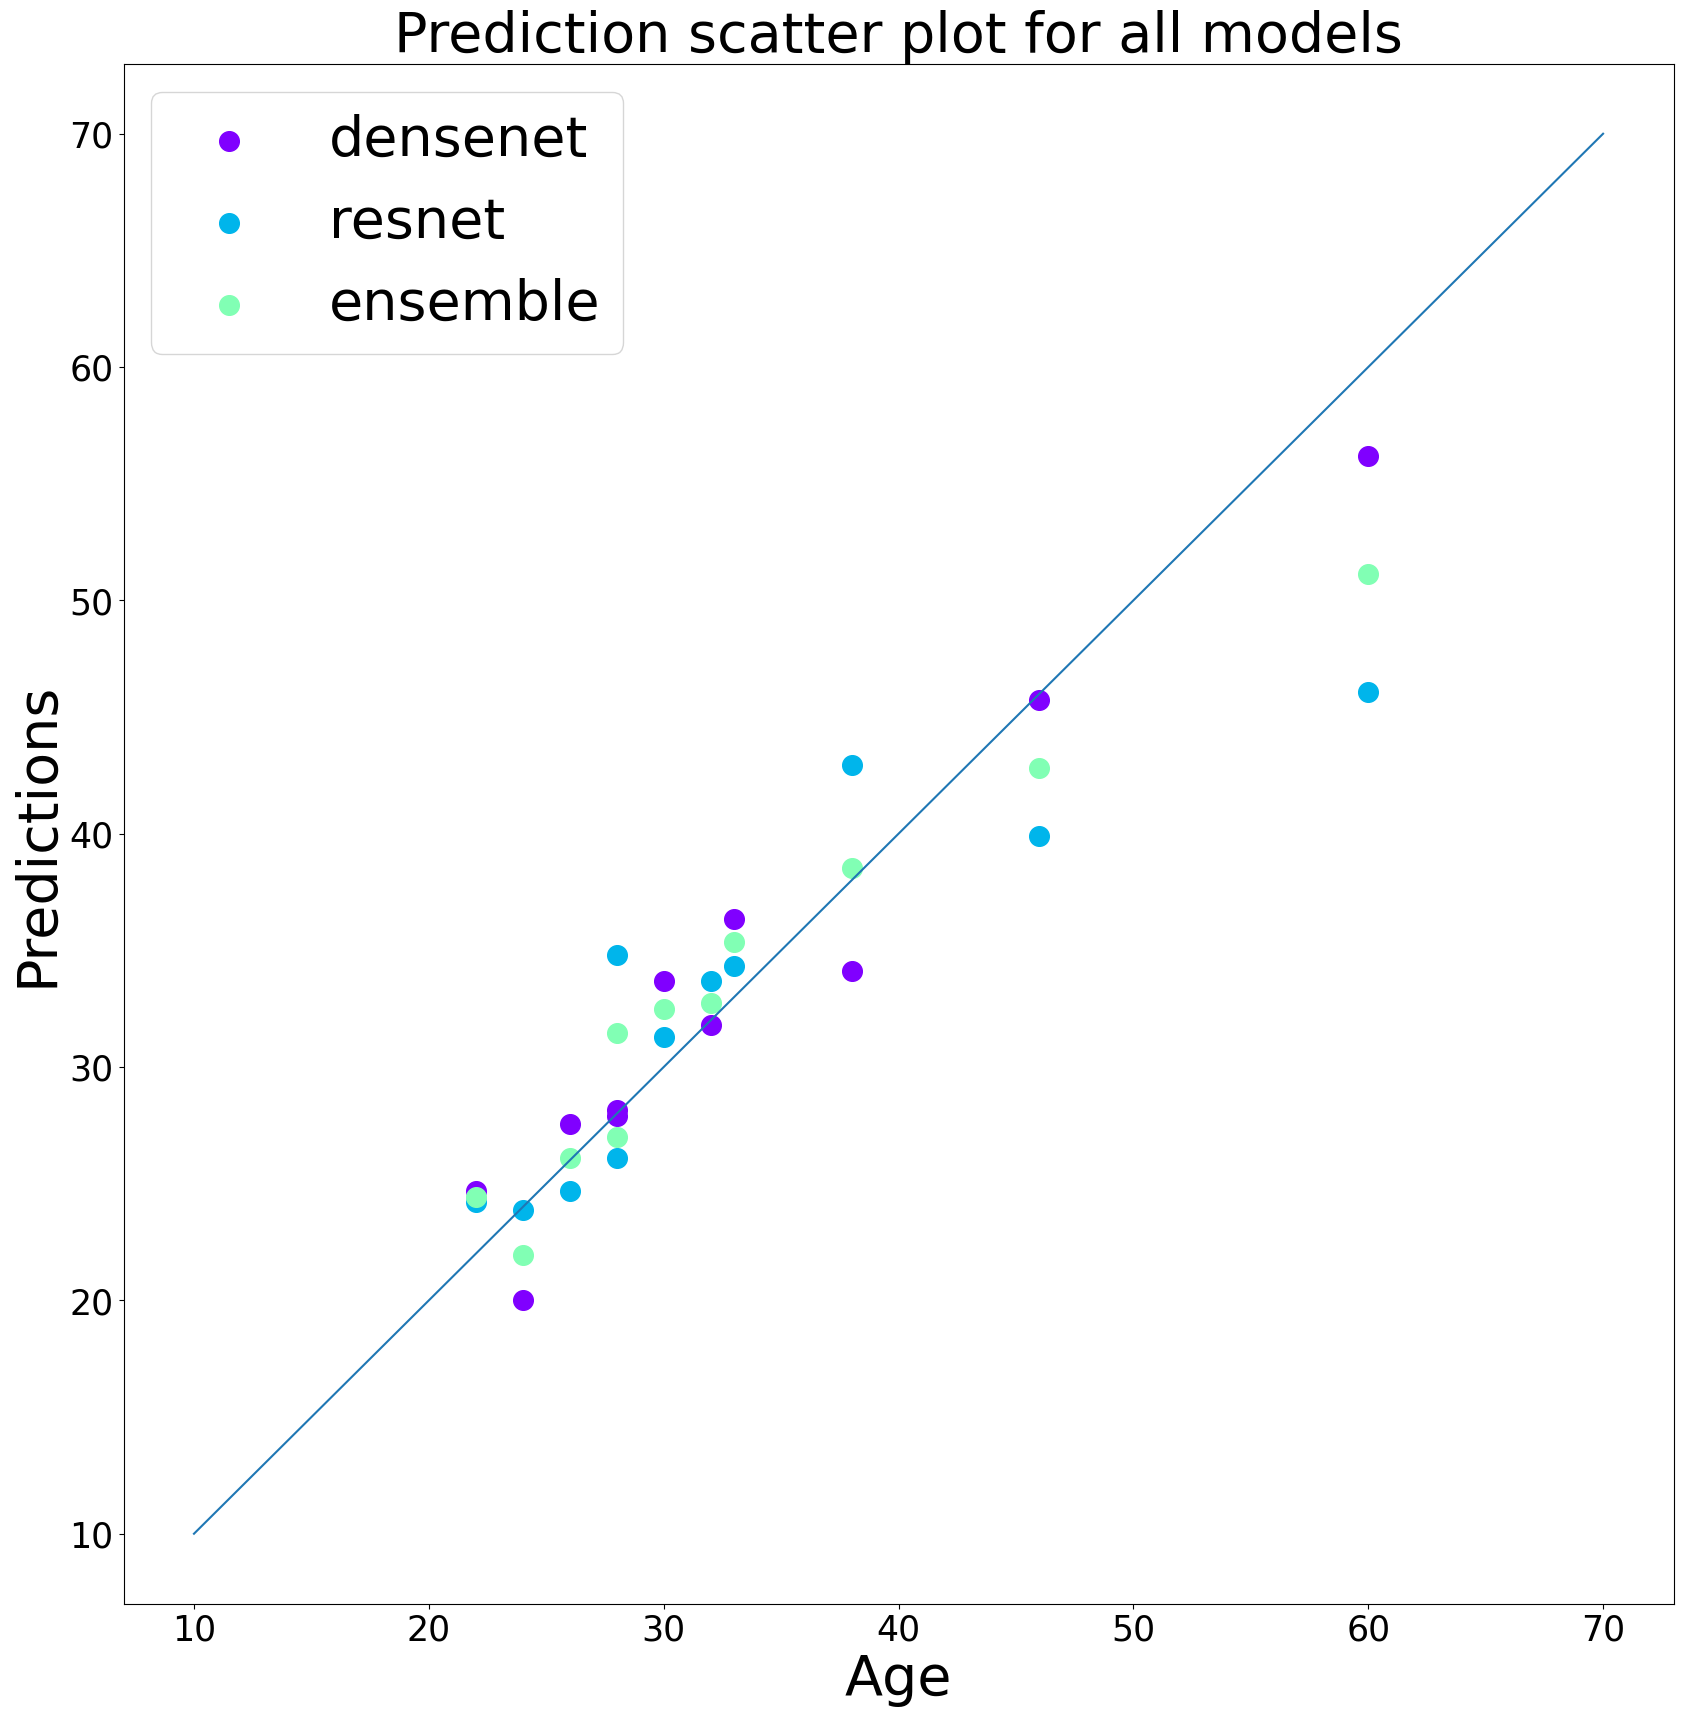 Prediction scatter plot for all models
densenet
resnet
ensemble
70
60
50
40
30
20
10
Predictions
10 20 30 40 50 60 70
Age